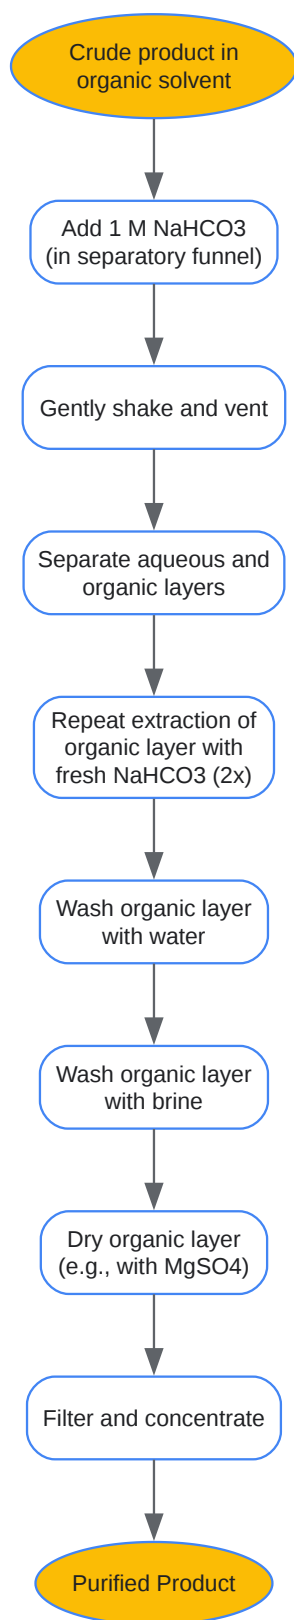 Crude product in
organic solvent
Add 1 M NaHCO3
(in separatory funnel)
Gently shake and vent
Separate aqueous and
organic layers
Repeat extraction of
organic layer with
fresh NaHCO3 (2x)
Wash organic layer
with water
Wash organic layer
with brine
Dry organic layer
(e.g., with MgSO4)
Filter and concentrate
Purified Product